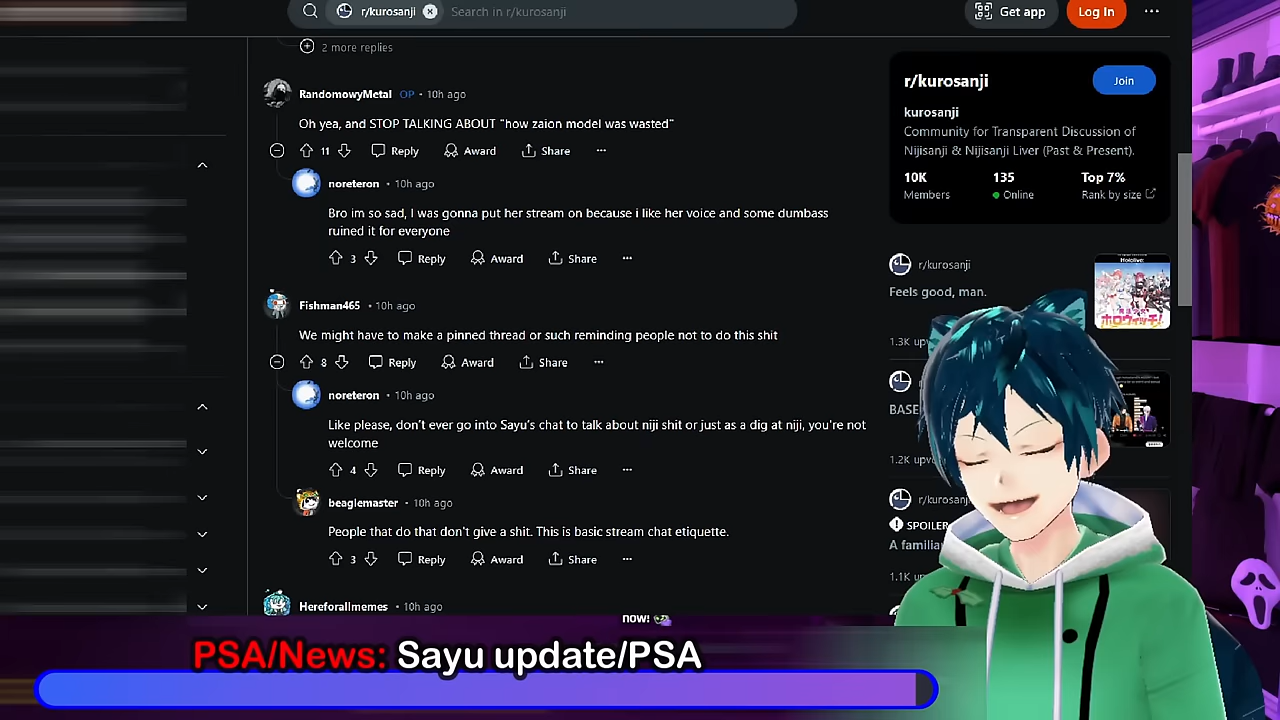 r/kurosanji
Search in r/kurosanji
Get app
Log In
2 more replies
RandomowyMetal OP • 10h ago
Oh yea, and STOP TALKING ABOUT "how zaion model was wasted"
11 Reply Award Share
noreteron • 10h ago
Bro im so sad, I was gonna put her stream on because i like her voice and some dumbass
ruined it for everyone
3 Reply Award Share
Fishman465 • 10h ago
We might have to make a pinned thread or such reminding people not to do this shit
8 Reply Award Share
noreteron • 10h ago
Like please, don't ever go into Sayu's chat to talk about niji shit or just as a dig at niji, you're not
welcome
4 Reply Award Share
beaglemaster • 10h ago
People that do that don't give a shit. This is basic stream chat etiquette.
3 Reply Award Share
Hereforallmemes • 10h ago
r/kurosanji
Join
kurosanji
Community for Transparent Discussion of
Nijisanji & Nijisanji Liver (Past & Present).
10K 135 Top 7%
Members Online Rank by size
r/kurosanji
Feels good, man.
1.3K
BASE
1.2K
r/kurosanji
SPOILER
A familia
1.1K
now!
PSA/News: Sayu update/PSA